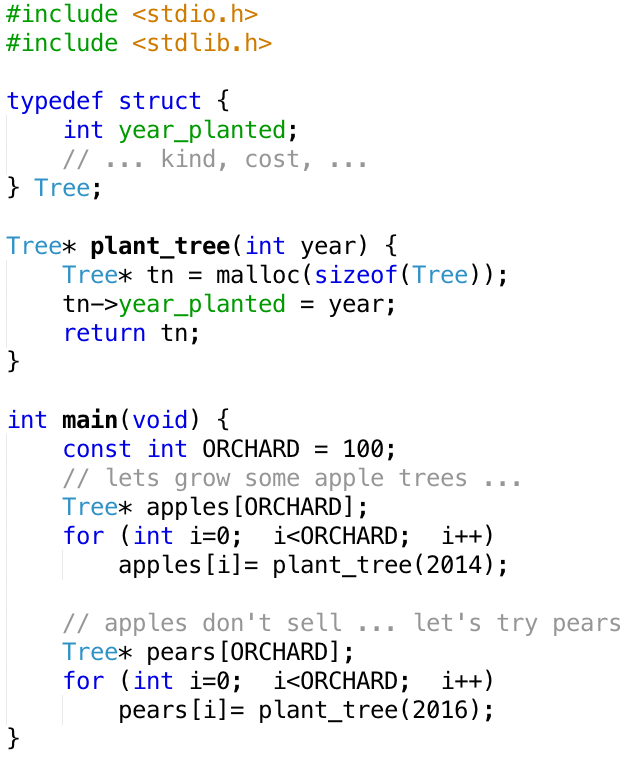 #include <stdio.h>
#include <stdlib.h>

typedef struct {
    int year_planted;
    // ... kind, cost, ...
} Tree;

Tree* plant_tree(int year) {
    Tree* tn = malloc(sizeof(Tree));
    tn->year_planted = year;
    return tn;
}

int main(void) {
    const int ORCHARD = 100;
    // lets grow some apple trees ...
    Tree* apples[ORCHARD];
    for (int i=0;  i<ORCHARD;  i++)
        apples[i]= plant_tree(2014);

    // apples don't sell ... let's try pears
    Tree* pears[ORCHARD];
    for (int i=0;  i<ORCHARD;  i++)
        pears[i]= plant_tree(2016);
}